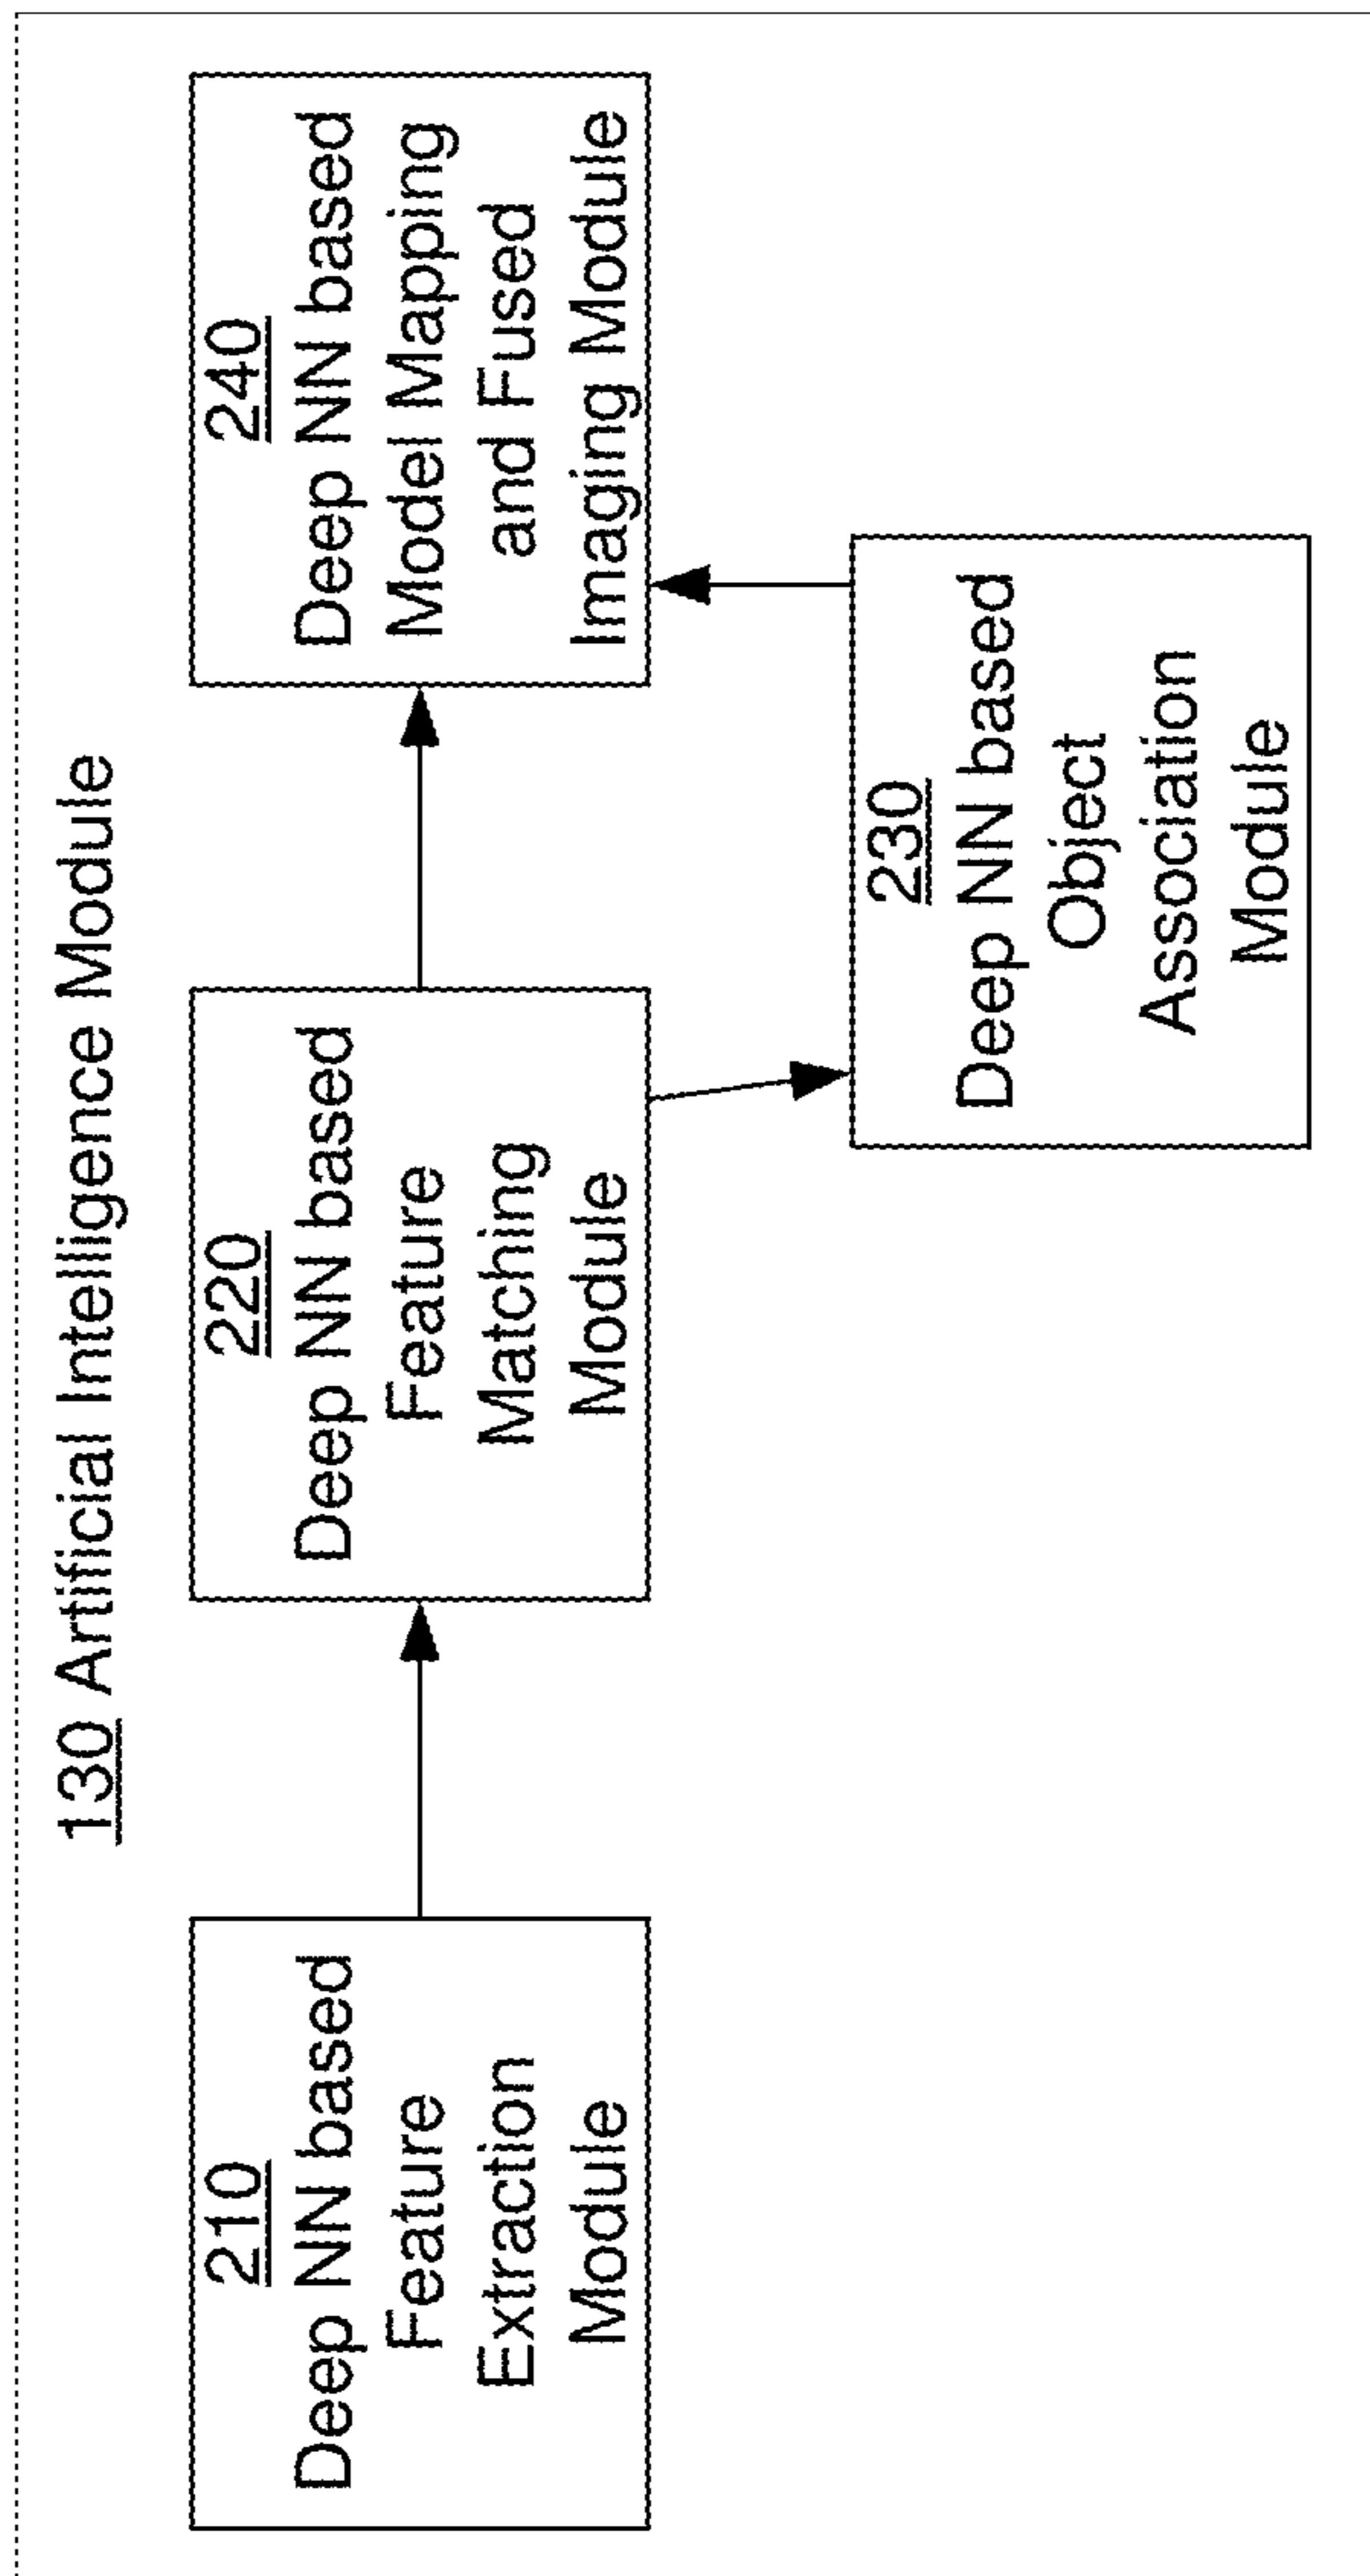 130 Artificial Intelligence Module
210
Deep NN based
Feature
Extraction
Module
220
Deep NN based
Feature
Matching
Module
240
Deep NN based
Model Mapping
and Fused
Imaging Module
230
Deep NN based
Object
Association
Module